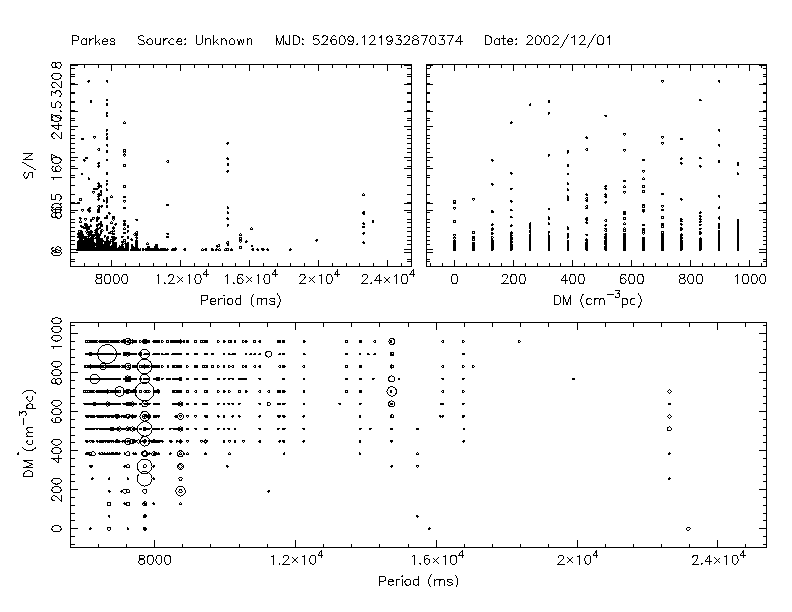 Parkes Source: Unknown MJD: 52609.121932870374 Date: 2002/12/01
S/N
8000 1.2×10⁴ 1.6×10⁴ 2×10⁴ 2.4×10⁴
Period (ms)
0 200 400 600 800 1000
DM (cm⁻³pc)
DM (cm⁻³pc)
0 200 400 600 800 1000
8000 1.2×10⁴ 1.6×10⁴ 2×10⁴ 2.4×10⁴
Period (ms)